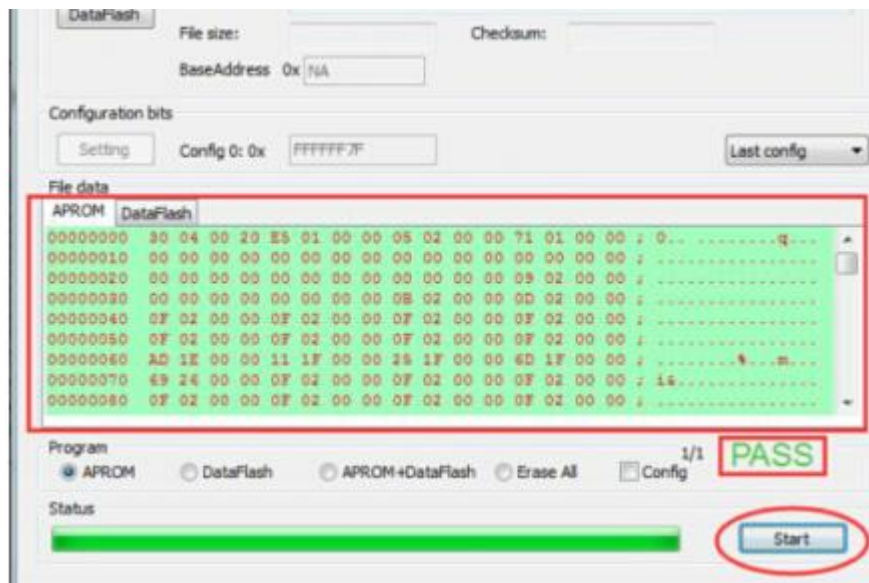 DataFlash
File size:
Checksum:
BaseAddress 0x NA
Configuration bits
Setting Config 0: 0x FFFFFF7F Last config
File data
APROM DataFlash
00000000 30 04 00 20 E5 01 00 00 05 02 00 00 71 01 00 00 ; 0.. ........q...
00000010 00 00 00 00 00 00 00 00 00 00 00 00 00 00 00 00 ; ................
00000020 00 00 00 00 00 00 00 00 00 00 00 00 09 02 00 00 ; ................
00000030 00 00 00 00 00 00 00 00 0B 02 00 00 0D 02 00 00 ; ................
00000040 0F 02 00 00 0F 02 00 00 0F 02 00 00 0F 02 00 00 ; ................
00000050 0F 02 00 00 0F 02 00 00 0F 02 00 00 0F 02 00 00 ; ................
00000060 AD 1E 00 00 11 1F 00 00 25 1F 00 00 6D 1F 00 00 ; ........%...m...
00000070 69 26 00 00 0F 02 00 00 0F 02 00 00 0F 02 00 00 ; i&..............
00000080 0F 02 00 00 0F 02 00 00 0F 02 00 00 0F 02 00 00 ; ................
Program
APROM DataFlash APROM+DataFlash Erase All Config 1/1 PASS
Status
Start